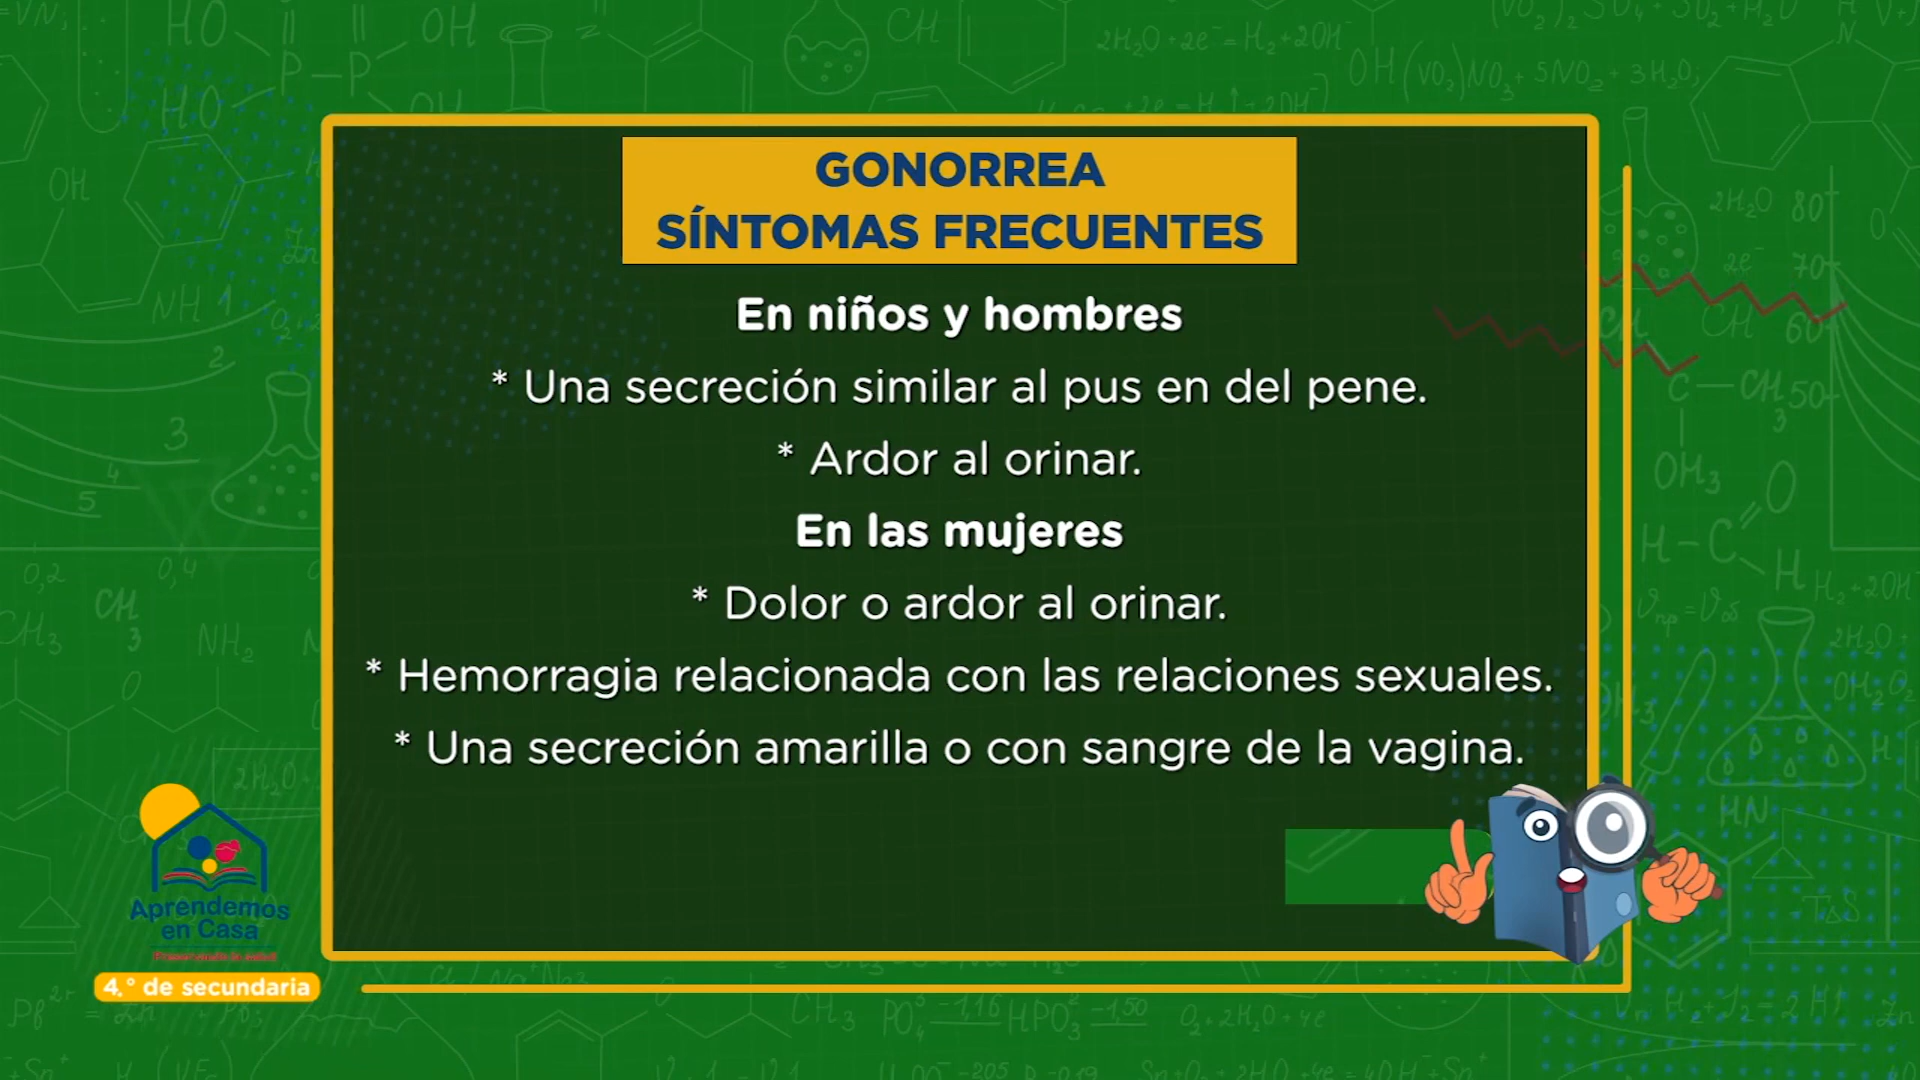 GONORREA
SÍNTOMAS FRECUENTES
En niños y hombres
* Una secreción similar al pus en del pene.
* Ardor al orinar.
En las mujeres
* Dolor o ardor al orinar.
* Hemorragia relacionada con las relaciones sexuales.
* Una secreción amarilla o con sangre de la vagina.
Aprendemos
en Casa
4.° de secundaria